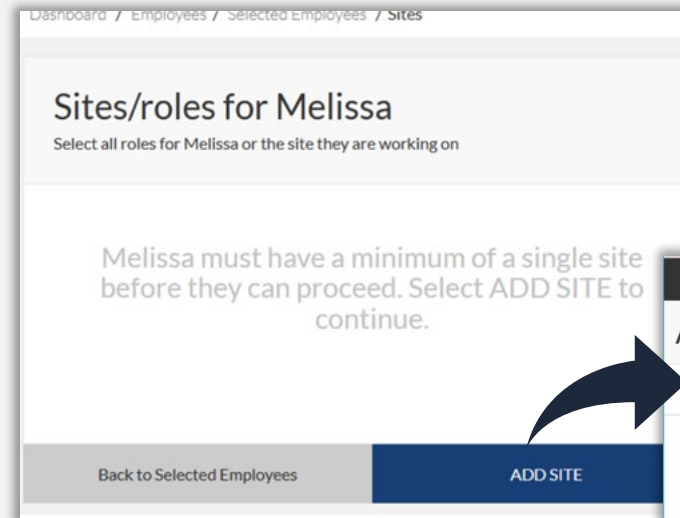 Dashboard / Employees / Selected Employees / Sites
Sites/roles for Melissa
Select all roles for Melissa or the site they are working on
Melissa must have a minimum of a single site
before they can proceed. Select ADD SITE to
continue.
Back to Selected Employees
ADD SITE